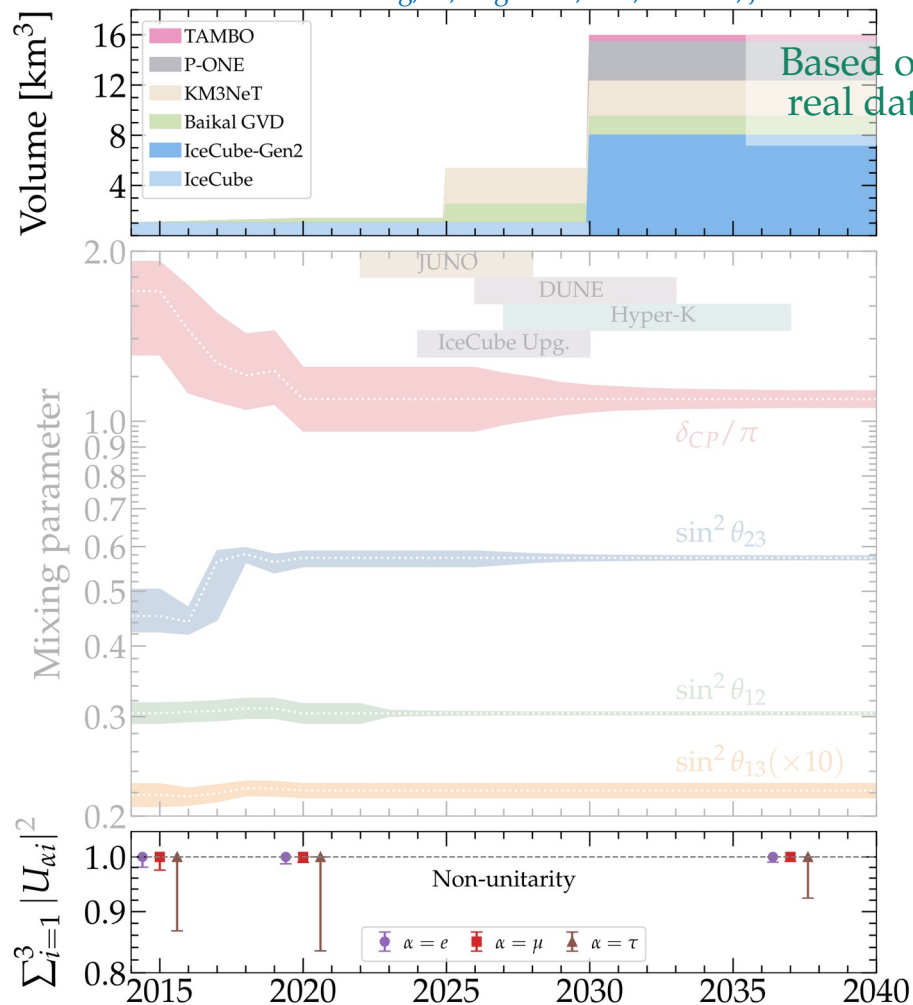 Volume [km³]
16
12
8
4
TAMBO
P-ONE
KM3NeT
Baikal GVD
IceCube-Gen2
IceCube
Based o
real dat
Mixing parameter
2.0
1.0
0.9
0.8
0.7
0.6
0.5
0.4
0.3
0.2
JUNO
DUNE
Hyper-K
IceCube Upg.
δ_CP/π
sin² θ₂₃
sin² θ₁₂
sin² θ₁₃(×10)
Σ³ᵢ₌₁ |U_αi|²
1.0
0.9
0.8
Non-unitarity
α = e
α = μ
α = τ
2015 2020 2025 2030 2035 2040